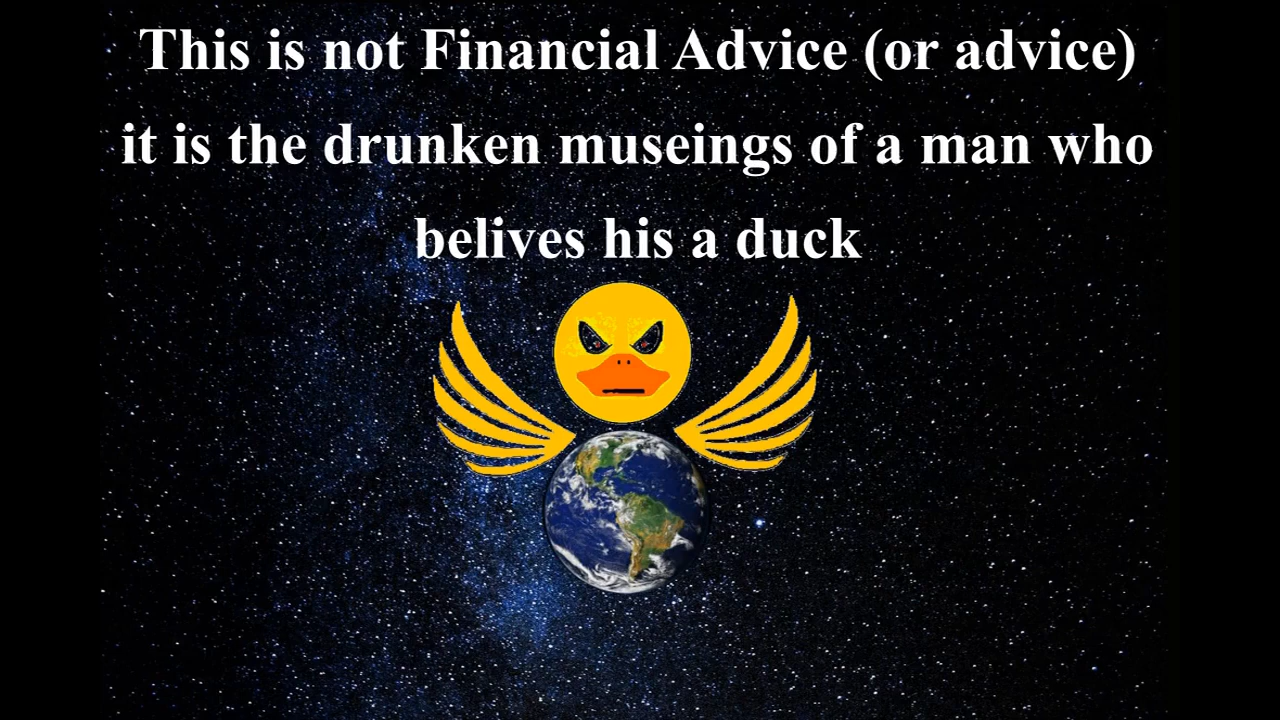 This is not Financial Advice (or advice)
it is the drunken museings of a man who
belives his a duck